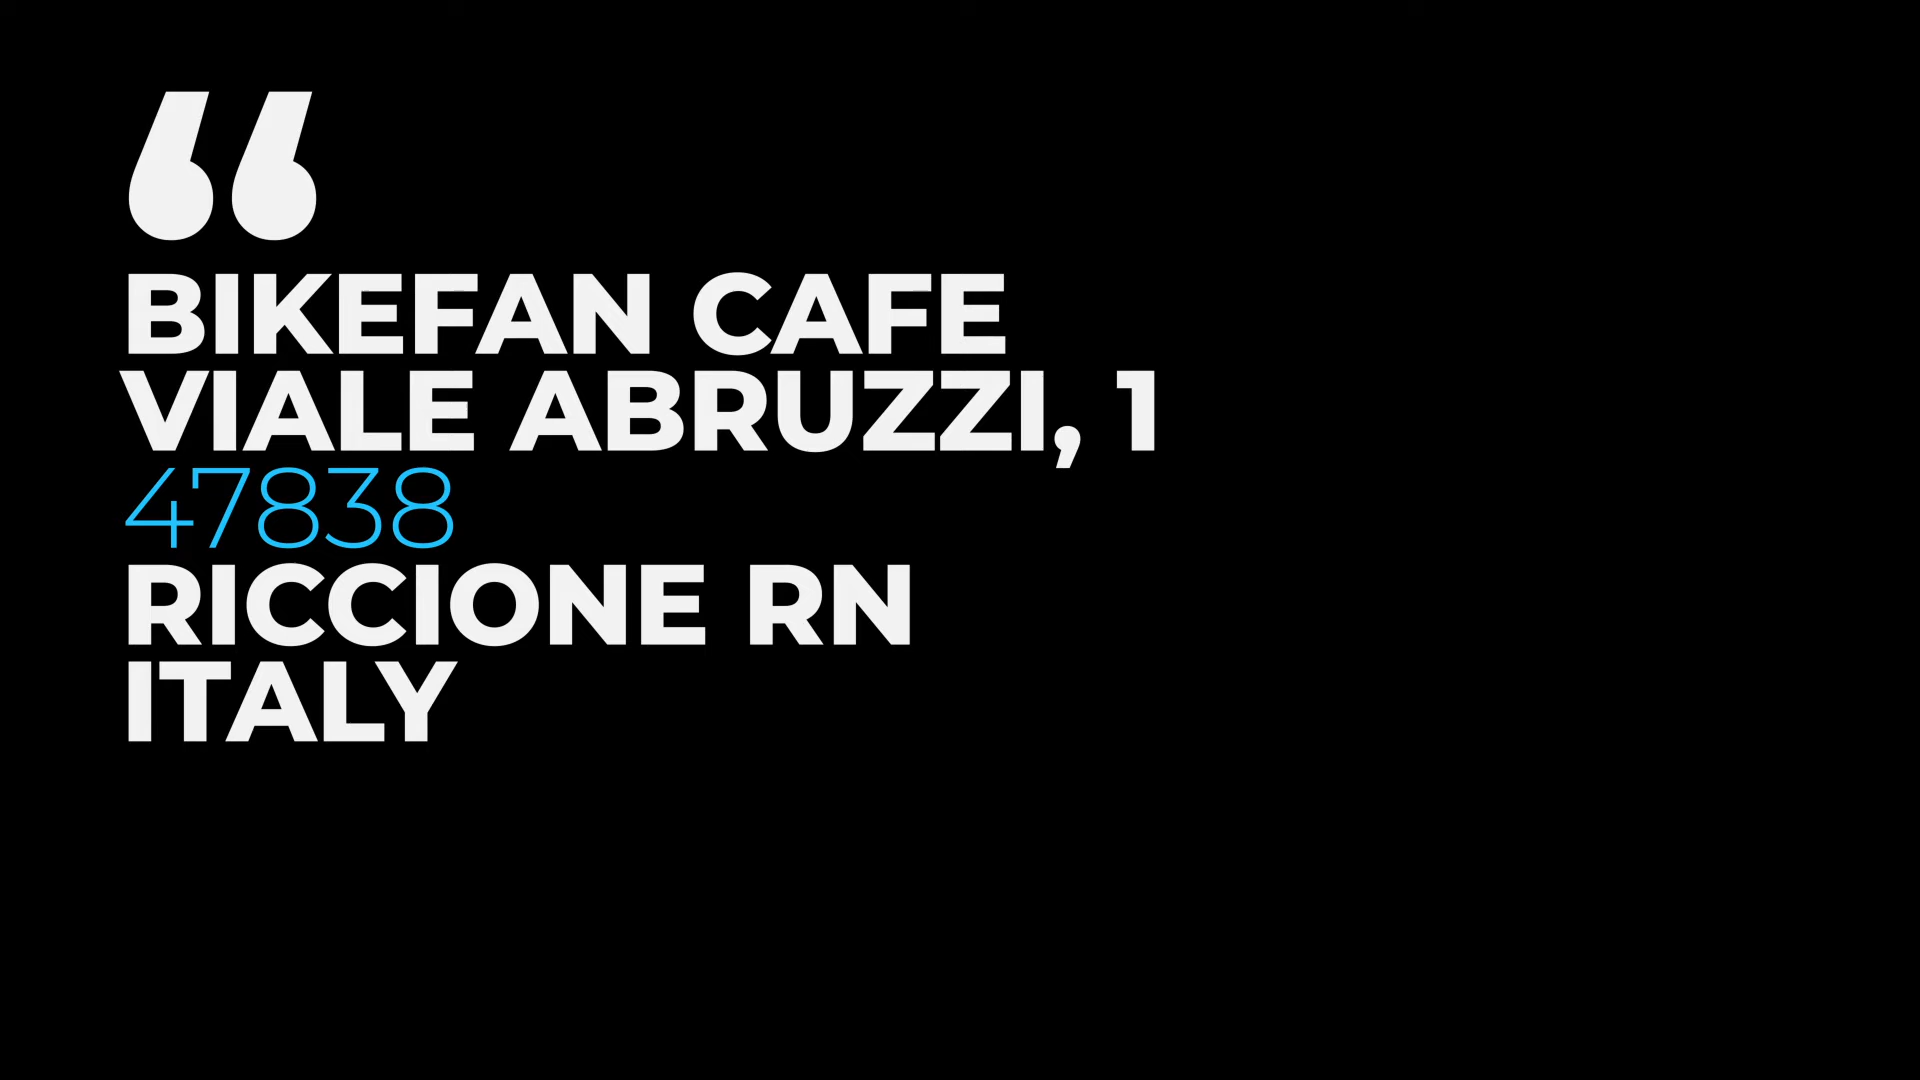 “
BIKEFAN CAFE
VIALE ABRUZZI, 1
47838
RICCIONE RN
ITALY